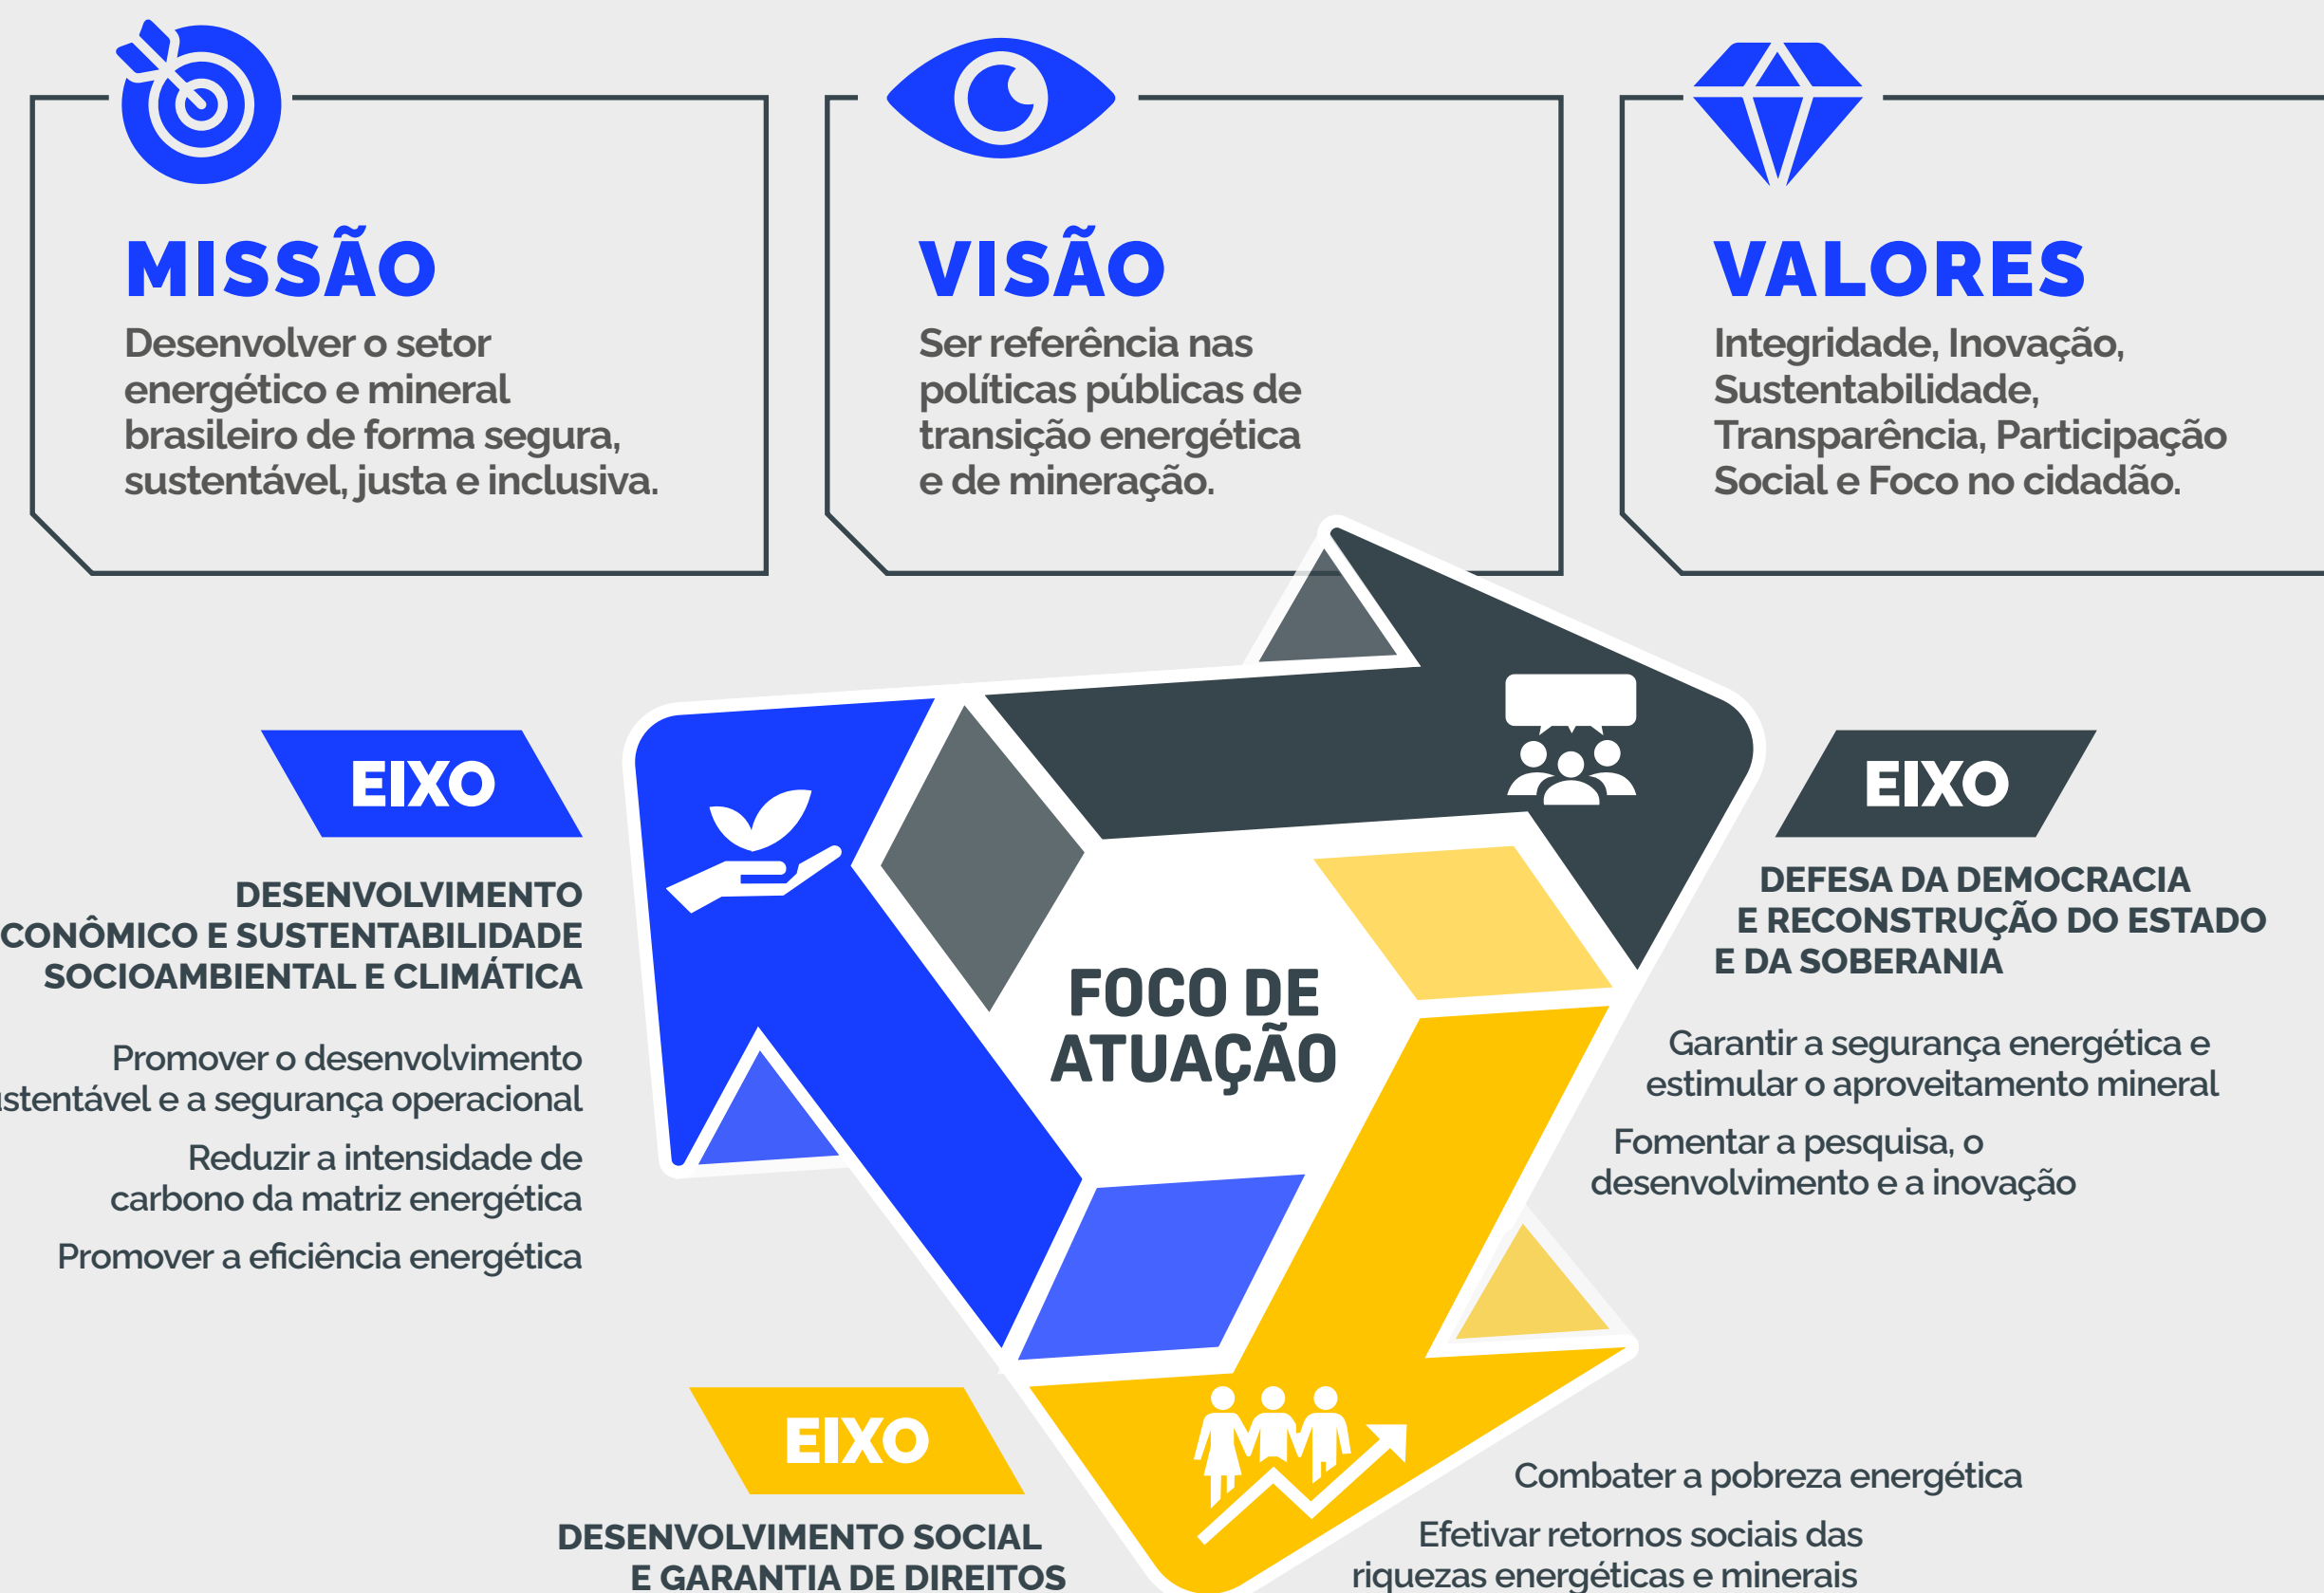 MISSÃO
Desenvolver o setor
energético e mineral
brasileiro de forma segura,
sustentável, justa e inclusiva.
VISÃO
Ser referência nas
políticas públicas de
transição energética
e de mineração.
VALORES
Integridade, Inovação,
Sustentabilidade,
Transparência, Participação
Social e Foco no cidadão.
FOCO DE
ATUAÇÃO
EIXO
DESENVOLVIMENTO
CONÔMICO E SUSTENTABILIDADE
SOCIOAMBIENTAL E CLIMÁTICA
Promover o desenvolvimento
stentável e a segurança operacional
Reduzir a intensidade de
carbono da matriz energética
Promover a eficiência energética
EIXO
DEFESA DA DEMOCRACIA
E RECONSTRUÇÃO DO ESTADO
E DA SOBERANIA
Garantir a segurança energética e
estimular o aproveitamento mineral
Fomentar a pesquisa, o
desenvolvimento e a inovação
EIXO
DESENVOLVIMENTO SOCIAL
E GARANTIA DE DIREITOS
Combater a pobreza energética
Efetivar retornos sociais das
riquezas energéticas e minerais